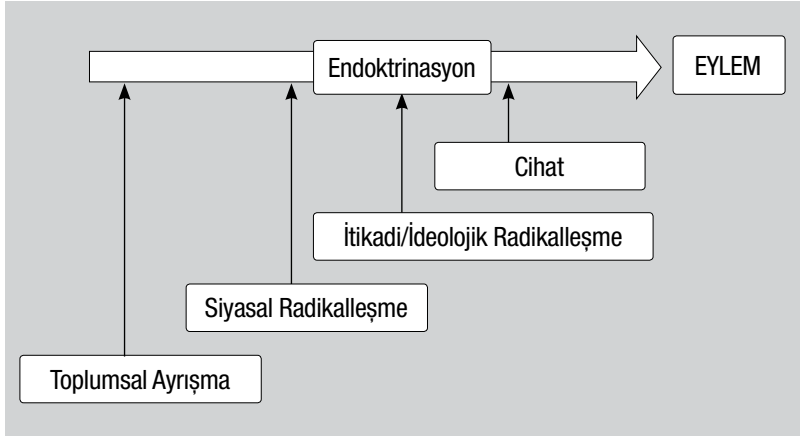 Endoktrinasyon
EYLEM
Cihat
İtikadi/İdeolojik Radikalleşme
Siyasal Radikalleşme
Toplumsal Ayrışma